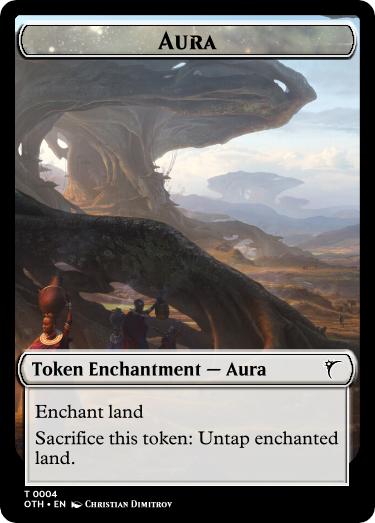 Aura
Token Enchantment — Aura
Enchant land
Sacrifice this token: Untap enchanted
land.
T 0004
OTH • EN Christian Dimitrov